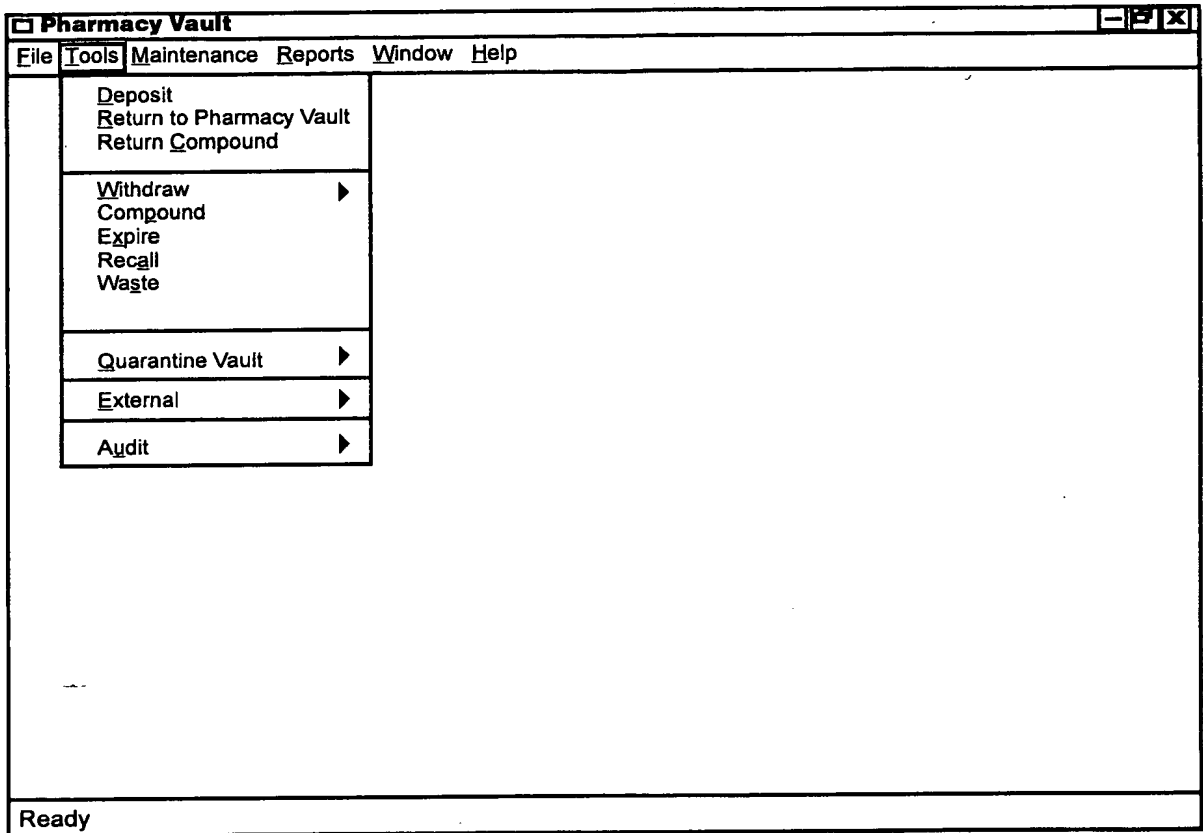 Pharmacy Vault
File Tools Maintenance Reports Window Help
Deposit
Return to Pharmacy Vault
Return Compound
Withdraw
Compound
Expire
Recall
Waste
Quarantine Vault
External
Audit
Ready